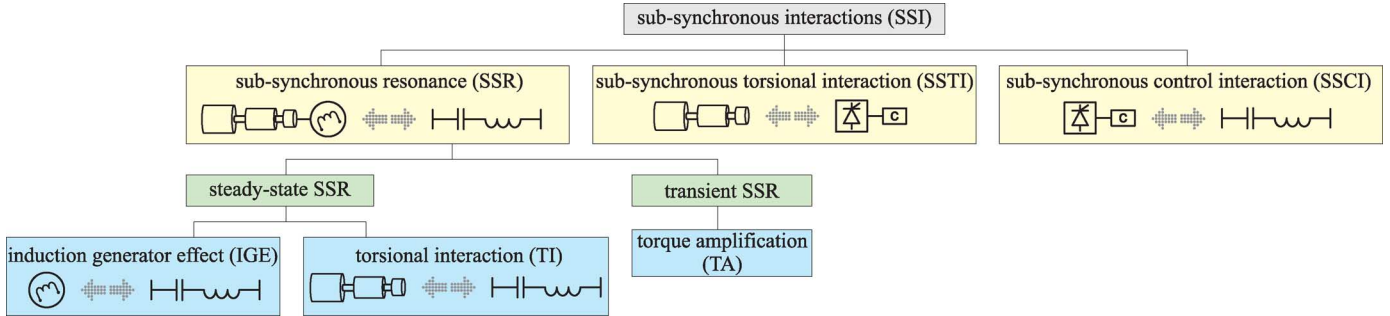 sub-synchronous interactions (SSI)
sub-synchronous resonance (SSR)
sub-synchronous torsional interaction (SSTI)
C
sub-synchronous control interaction (SSCI)
C
steady-state SSR
transient SSR
induction generator effect (IGE)
torsional interaction (TI)
torque amplification
(TA)